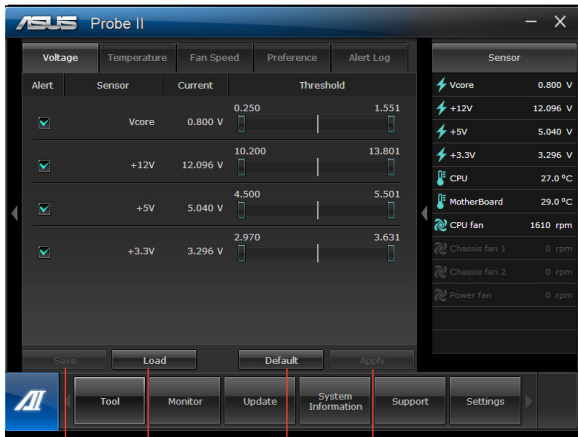 ASUS Probe II
Voltage Temperature Fan Speed Preference Alert Log
Alert Sensor Current Threshold
0.250 1.551
Vcore 0.800 V
10.200 13.801
+12V 12.096 V
4.500 5.501
+5V 5.040 V
2.970 3.631
+3.3V 3.296 V
Save Load Default Apply
Sensor
Vcore 0.800 V
+12V 12.096 V
+5V 5.040 V
+3.3V 3.296 V
CPU 27.0 ºC
MotherBoard 29.0 ºC
CPU fan 1610 rpm
Chassis fan 1 0 rpm
Chassis fan 2 0 rpm
Power fan 0 rpm
AI Tool Monitor Update System Information Support Settings